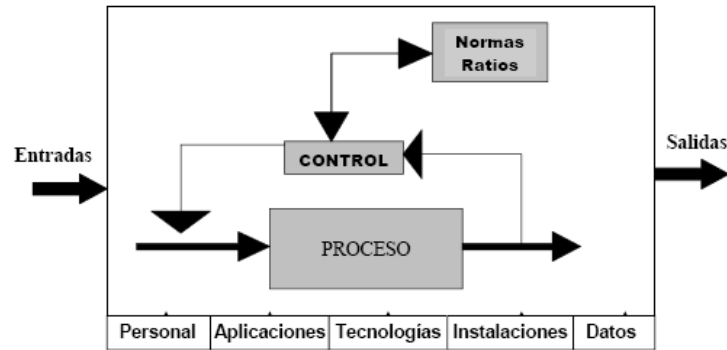 Normas
Ratios
Entradas
CONTROL
Salidas
PROCESO
Personal
Aplicaciones
Tecnologías
Instalaciones
Datos